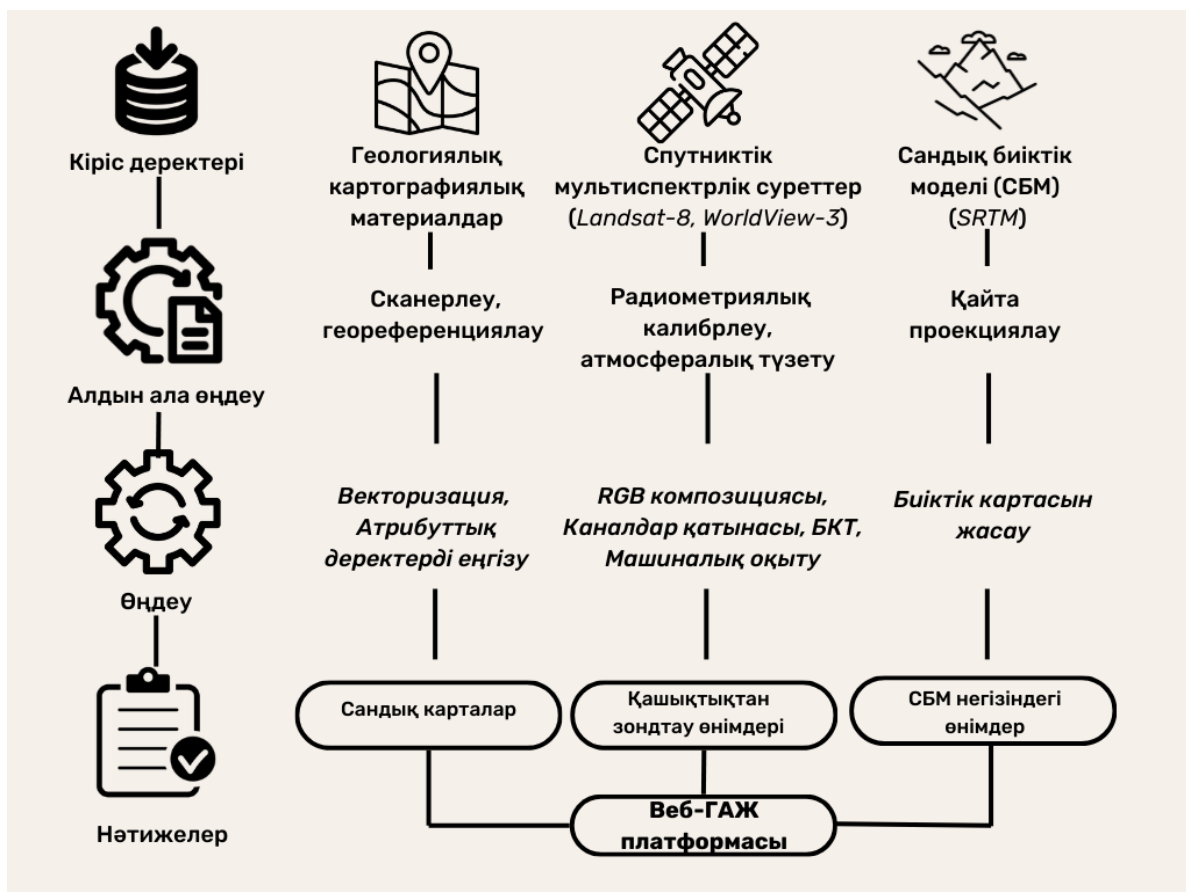 Кіріс деректері
Геологиялық
картографиялық
материалдар
Спутниктік
мультиспектрлік суреттер
(Landsat-8, WorldView-3)
Сандық биіктік
моделі (СБМ)
(SRTM)
Алдын ала өңдеу
Сканерлеу,
геореференциялау
Радиометриялық
калибрлеу,
атмосфералық түзету
Қайта
проекциялау
Өңдеу
Векторизация,
Атрибуттық
деректерді еңгізу
RGB композициясы,
Каналдар қатынасы, БКТ,
Машиналық оқыту
Биіктік картасын
жасау
Нәтижелер
Сандық карталар
Қашықтықтан
зондтау өнімдері
СБМ негізіндегі
өнімдер
Веб-ГАЖ
платформасы